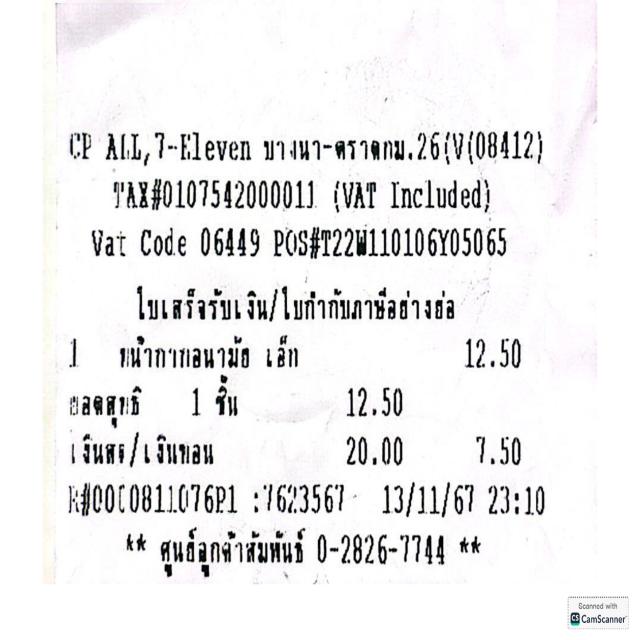 CP ALL,7-Eleven บางนา-ตราดกม.26(V(08412)
TAX#0107542000011 (VAT Included)
Vat Code 06449 POS#T22W110106Y05065
ใบเสร็จรับเงิน/ใบกำกับภาษีอย่างย่อ
1 หน้ากากอนามัย เอ็ก 12.50
ยอดสุทธิ 1 ชิ้น 12.50
เงินสด/เงินทอน 20.00 7.50
R#0000811076P1 :7623567 13/11/67 23:10
** ศูนย์ลูกค้าสัมพันธ์ 0-2826-7744 **
Scanned with
CS CamScanner